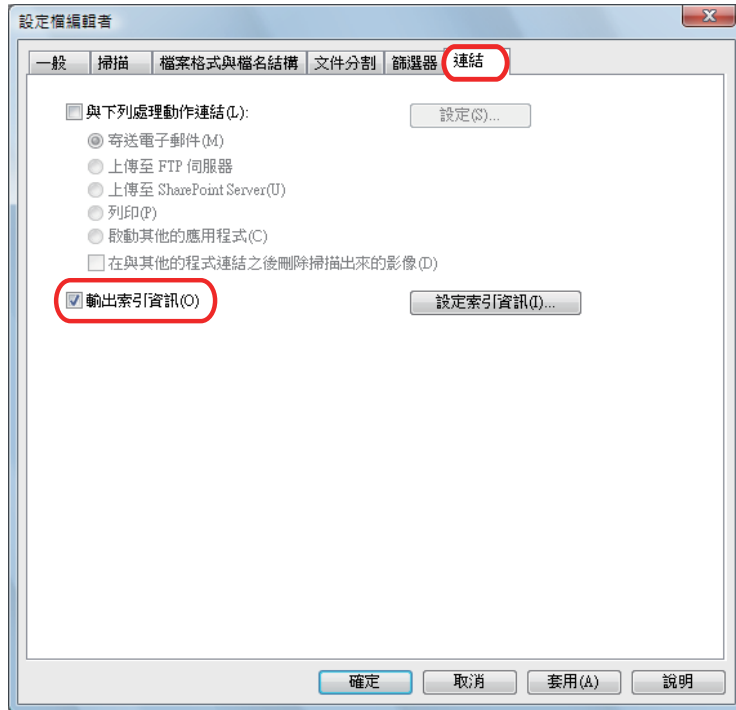 設定檔編輯者
一般 掃描 檔案格式與檔名結構 文件分割 篩選器 連結
與下列處理動作連結(L): 設定(S)...
寄送電子郵件(M)
上傳至 FTP 伺服器
上傳至 SharePoint Server(U)
列印(P)
啟動其他的應用程式(C)
在與其他的程式連結之後刪除掃描出來的影像(D)
輸出索引資訊(O) 設定索引資訊(I)...
確定 取消 套用(A) 說明